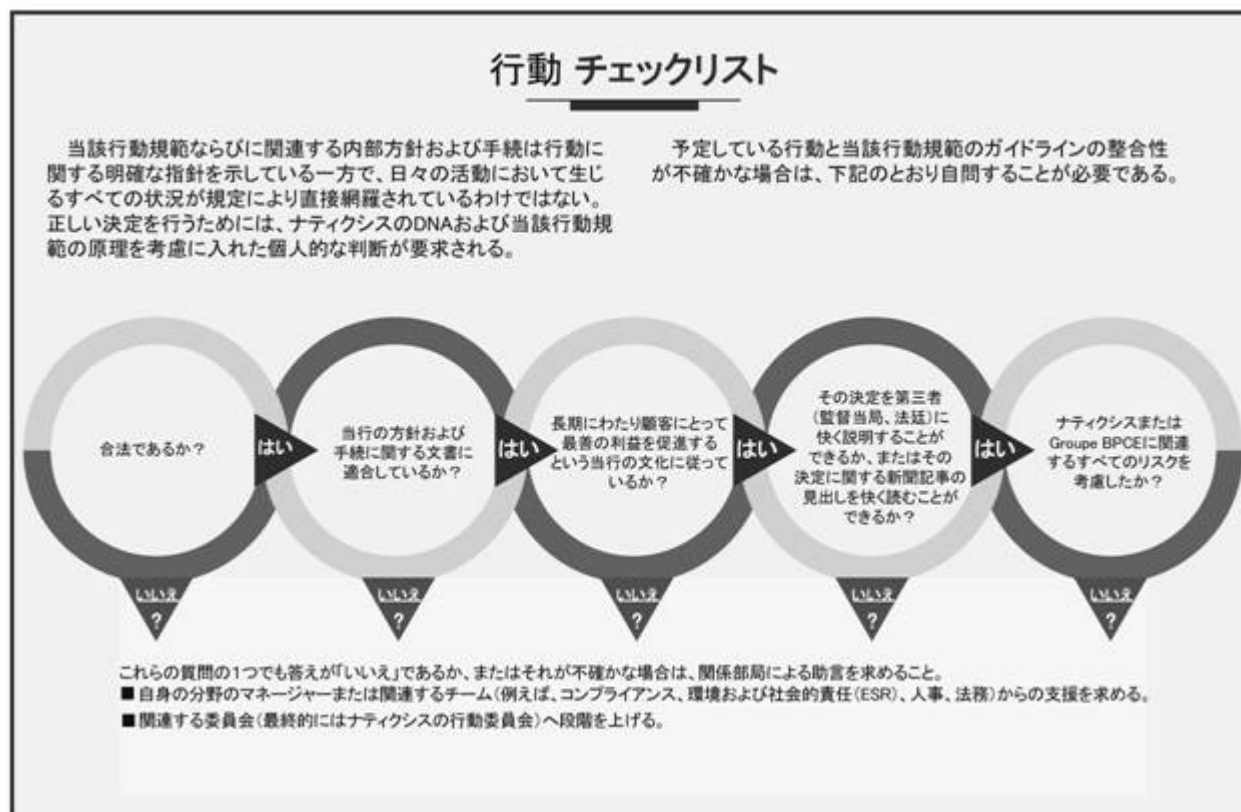 行動 チェックリスト
当該行動規範ならびに関連する内部方針および手続は行動に
関する明確な指針を示している一方で、日々の活動において生じ
るすべての状況が規定により直接網羅されているわけではない。
正しい決定を行うためには、ナティクシスのDNAおよび当該行動規
範の原理を考慮に入れた個人的な判断が要求される。
予定している行動と当該行動規範のガイドラインの整合性
が不確かな場合は、下記のとおり自問することが必要である。
合法であるか？
はい
当行の方針および
手続に関する文書に
適合しているか？
はい
長期にわたり顧客にとって
最善の利益を促進する
という当行の文化に従って
いるか？
はい
その決定を第三者
（監督当局、法廷）に
快く説明することが
できるか、またはその
決定に関する新聞記事の
見出しを快く読むことが
できるか？
はい
ナティクシスまたは
Groupe BPCEに関連
するすべてのリスクを
考慮したか？
いいえ
?
いいえ
?
いいえ
?
いいえ
?
いいえ
?
これらの質問の1つでも答えが「いいえ」であるか、またはそれが不確かな場合は、関係部局による助言を求めること。
■ 自身の分野のマネージャーまたは関連するチーム（例えば、コンプライアンス、環境および社会的責任（ESR）、人事、法務）からの支援を求める。
■ 関連する委員会（最終的にはナティクシスの行動委員会）へ段階を上げる。